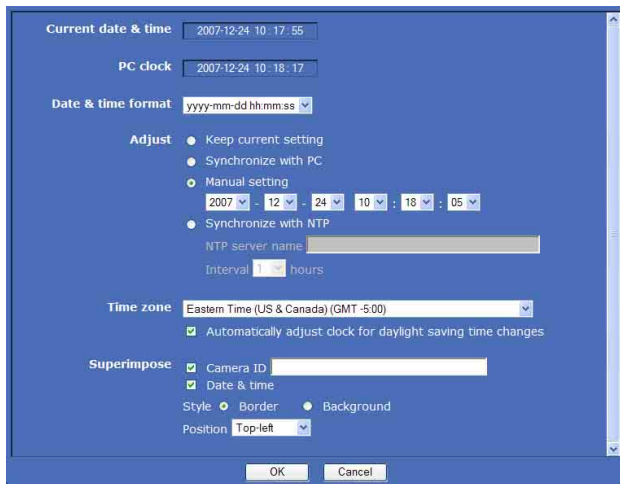 Current date & time 2007-12-24 10:17:55
PC clock 2007-12-24 10:18:17
Date & time format yyyy-mm-dd hh:mm:ss
Adjust Keep current setting
Synchronize with PC
Manual setting
2007 - 12 - 24 10 : 18 : 05
Synchronize with NTP
NTP server name
Interval 1 hours
Time zone Eastern Time (US & Canada) (GMT -5:00)
Automatically adjust clock for daylight saving time changes
Superimpose Camera ID
Date & time
Style Border Background
Position Top-left
OK Cancel